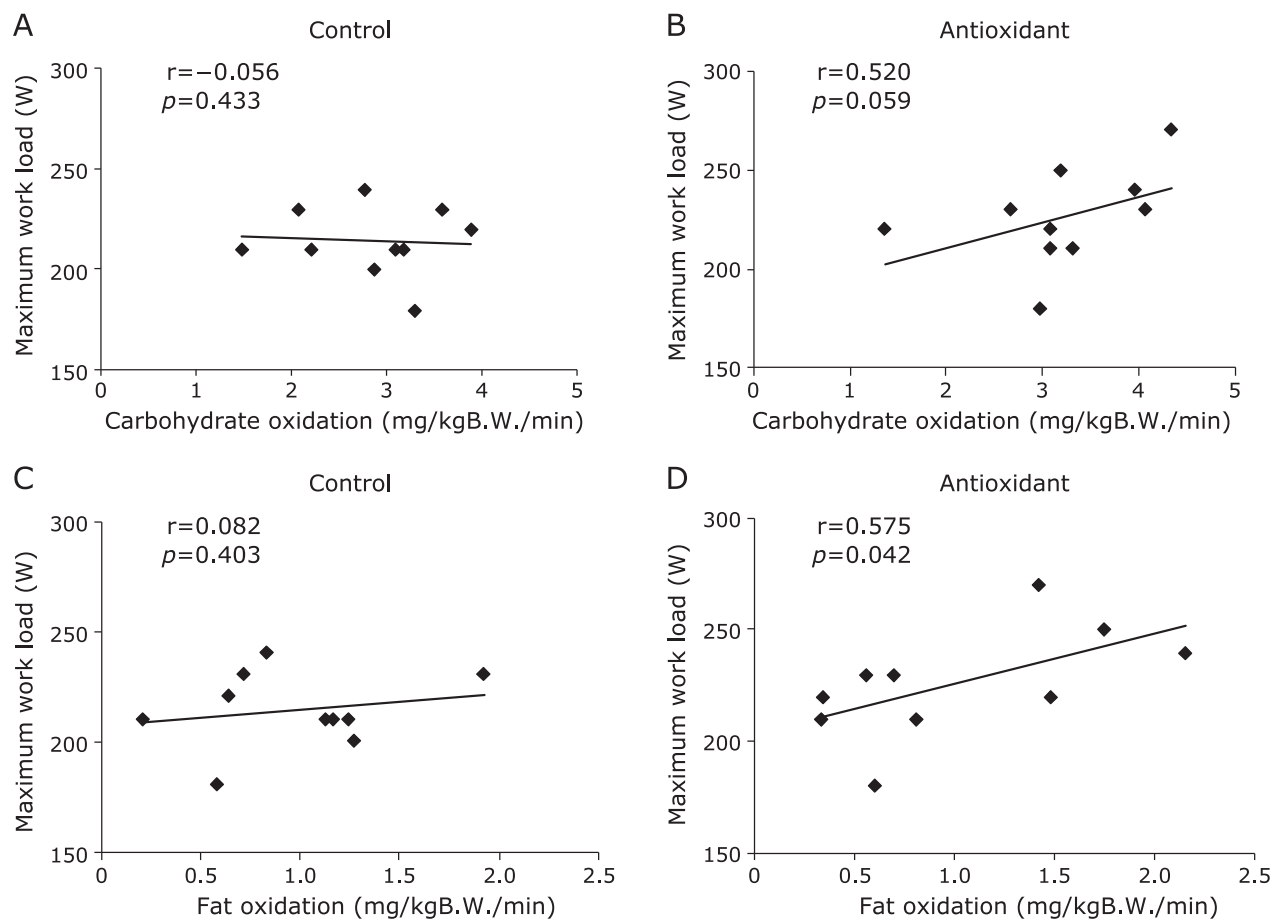 A
Control
r=−0.056
p=0.433
Maximum work load (W)
300
250
200
150
0 1 2 3 4 5
Carbohydrate oxidation (mg/kgB.W./min)
B
Antioxidant
r=0.520
p=0.059
Maximum work load (W)
300
250
200
150
0 1 2 3 4 5
Carbohydrate oxidation (mg/kgB.W./min)
C
Control
r=0.082
p=0.403
Maximum work load (W)
300
250
200
150
0 0.5 1.0 1.5 2.0 2.5
Fat oxidation (mg/kgB.W./min)
D
Antioxidant
r=0.575
p=0.042
Maximum work load (W)
300
250
200
150
0 0.5 1.0 1.5 2.0 2.5
Fat oxidation (mg/kgB.W./min)